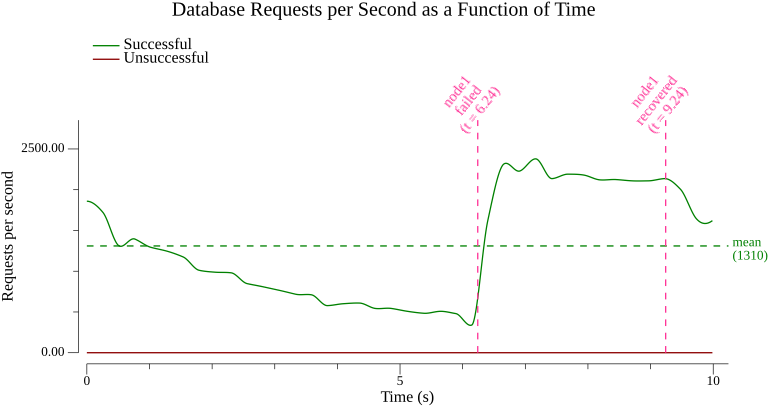 Database Requests per Second as a Function of Time
Successful
Unsuccessful
node1
failed
(t = 6.24)
node1
recovered
(t = 9.24)
2500.00
0.00
Requests per second
mean
(1310)
0
5
10
Time (s)